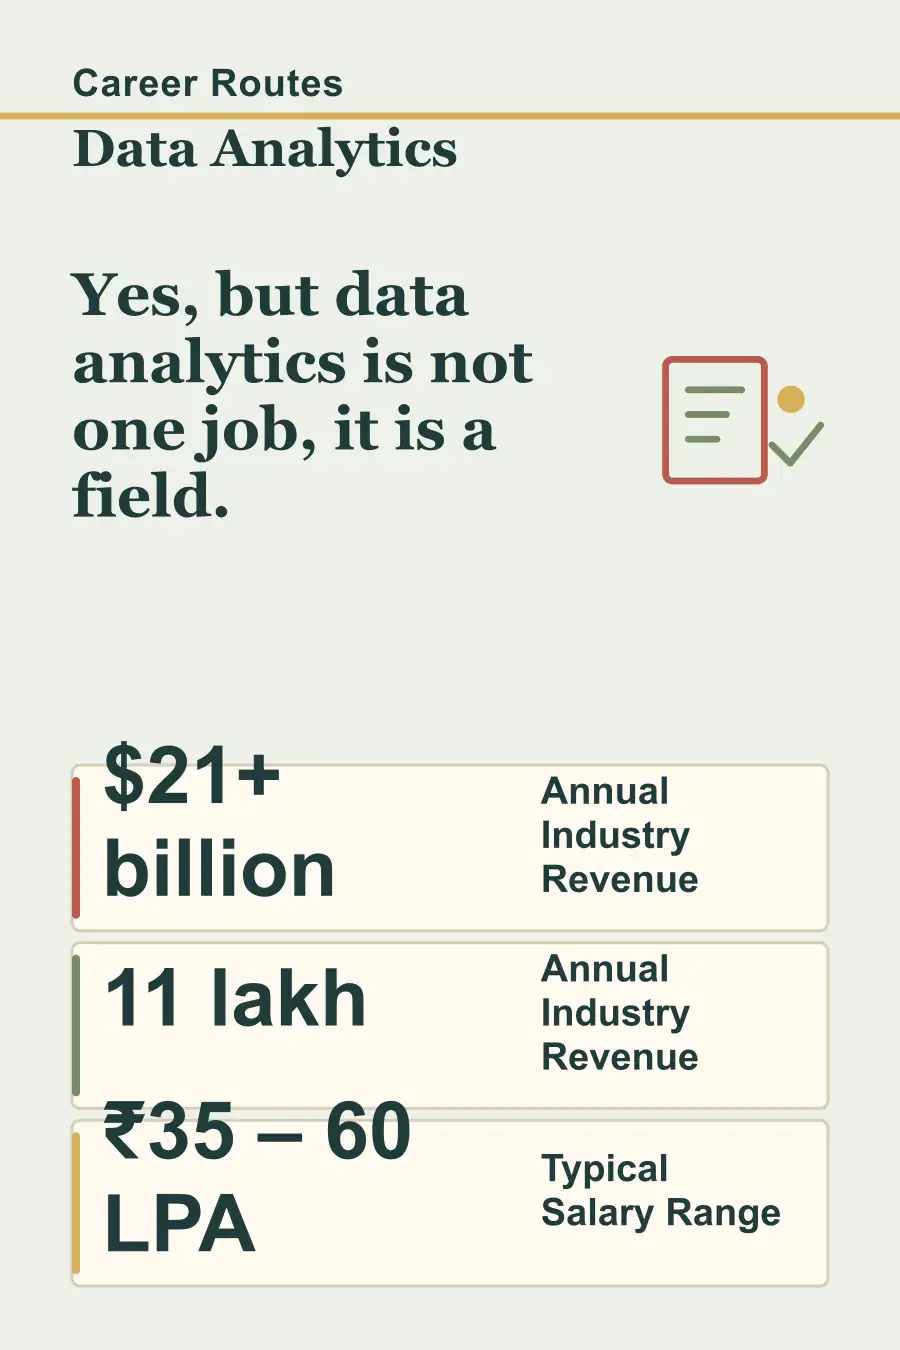 Career Routes
Data Analytics
Yes, but data
analytics is not
one job, it is a
field.
$21+
billion
Annual
Industry
Revenue
11 lakh
Annual
Industry
Revenue
₹35 – 60
LPA
Typical
Salary Range